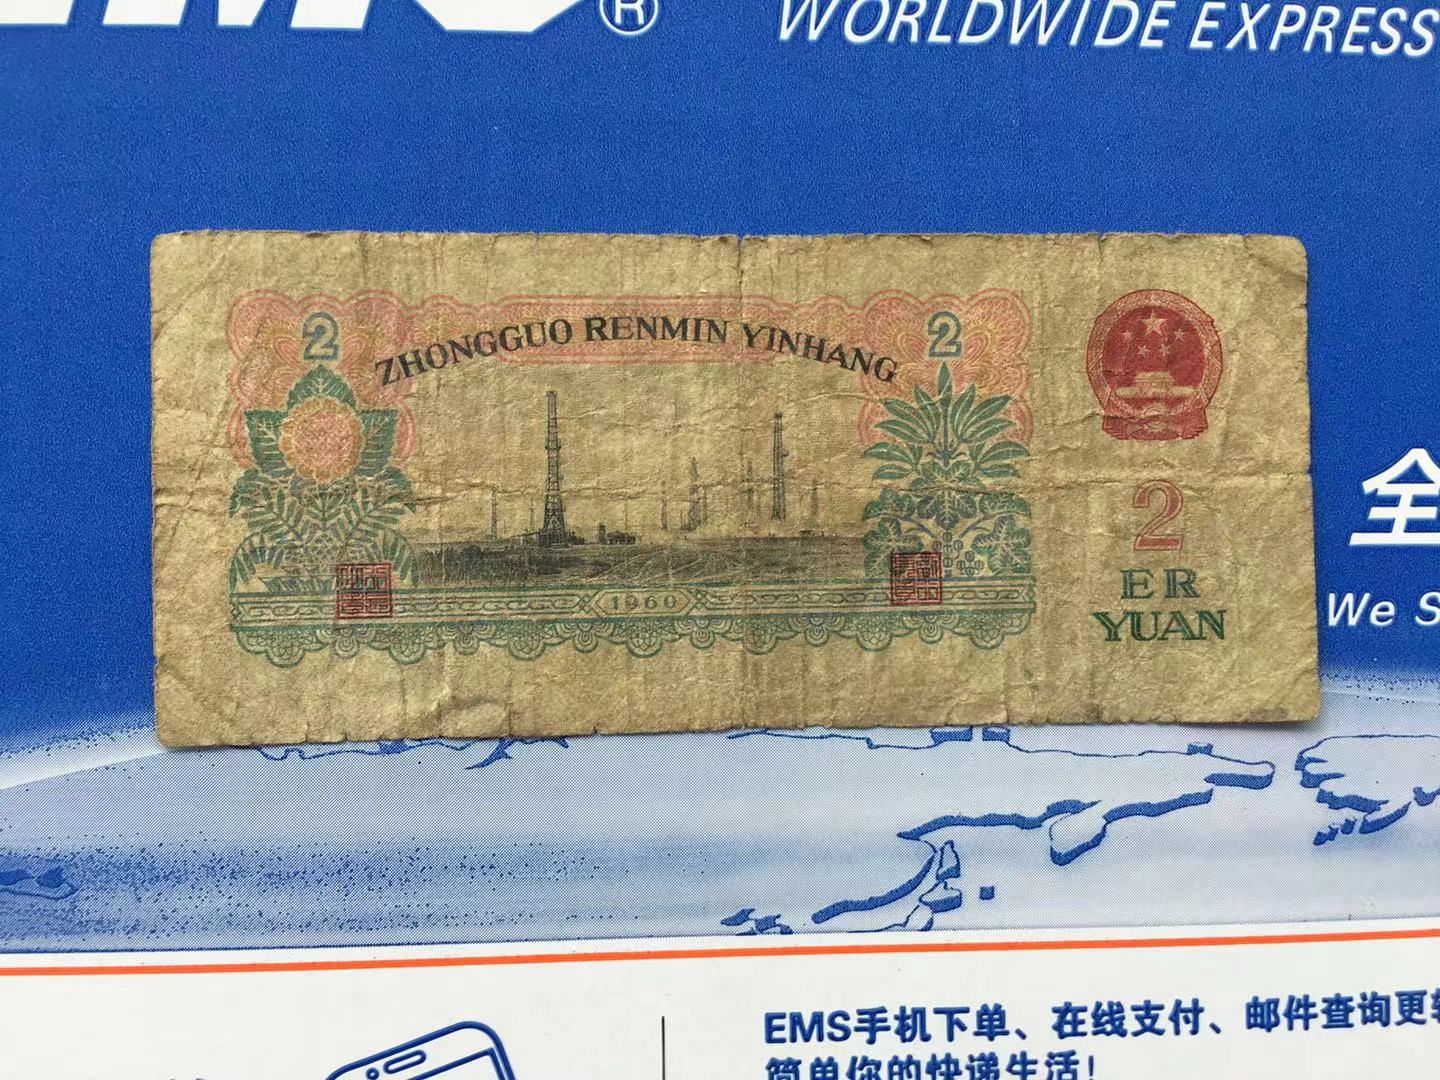 EMS®
WORLDWIDE EXPRESS
2
2
ZHONGGUO RENMIN YINHANG
1960
2
ER
YUAN
全
We S
EMS手机下单、在线支付、邮件查询更
简单你的快递生活！